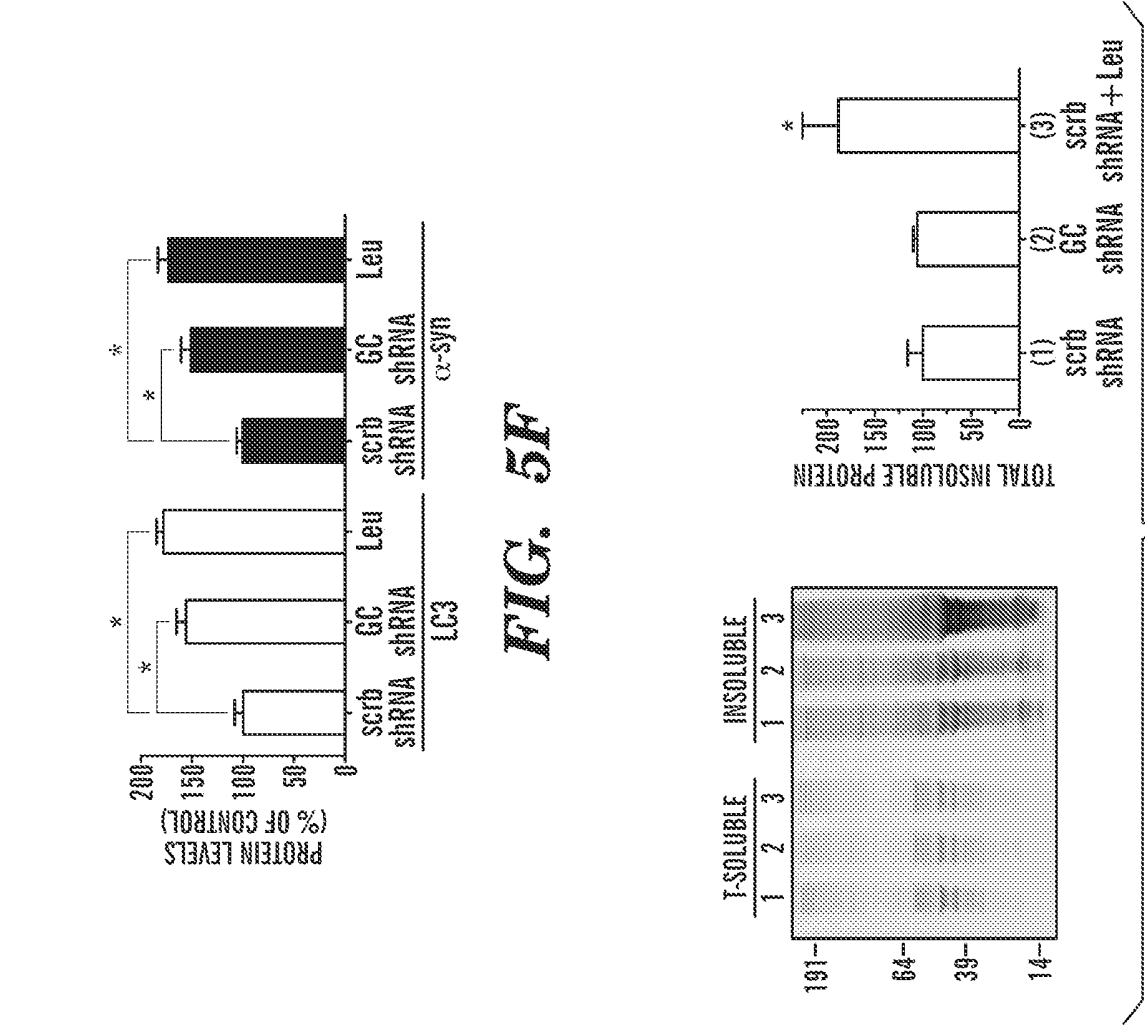 PROTEIN LEVELS
(% OF CONTROL)
200
150
100
50
0
*
*
*
*
scrb
shRNA
GC
shRNA
Leu
scrb
shRNA
GC
shRNA
Leu
LC3
α-syn
FIG. 5F
T-SOLUBLE
INSOLUBLE
1 2 3 1 2 3
191-
64-
39-
14-
TOTAL INSOLUBLE PROTEIN
200
150
100
50
0
*
(1)
scrb
shRNA
(2)
GC
shRNA
(3)
scrb
shRNA+Leu